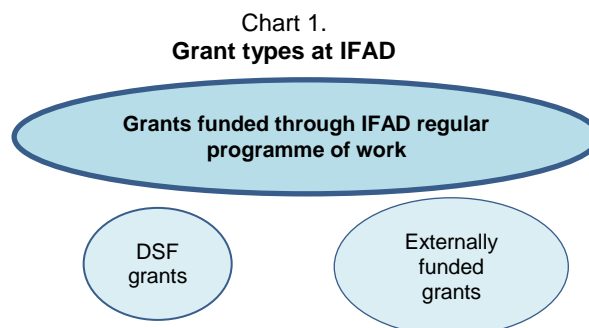 Chart 1.
Grant types at IFAD
Grants funded through IFAD regular
programme of work
DSF
grants
Externally
funded
grants